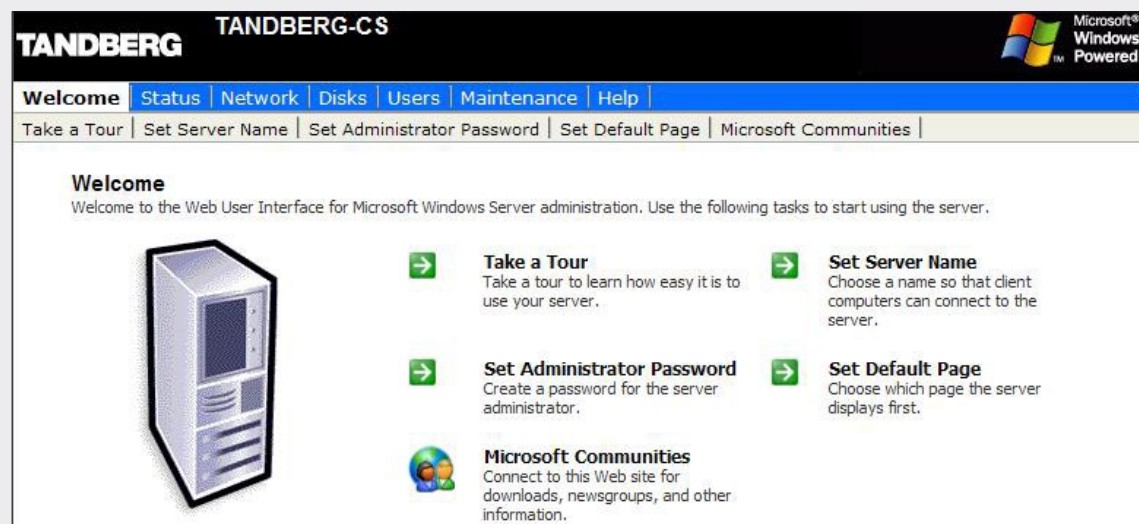 TANDBERG
TANDBERG-CS
Microsoft®
Windows
Powered
TM
Welcome | Status | Network | Disks | Users | Maintenance | Help |
Take a Tour | Set Server Name | Set Administrator Password | Set Default Page | Microsoft Communities |
Welcome
Welcome to the Web User Interface for Microsoft Windows Server administration. Use the following tasks to start using the server.
Take a Tour
Take a tour to learn how easy it is to
use your server.
Set Server Name
Choose a name so that client
computers can connect to the
server.
Set Administrator Password
Create a password for the server
administrator.
Set Default Page
Choose which page the server
displays first.
Microsoft Communities
Connect to this Web site for
downloads, newsgroups, and other
information.